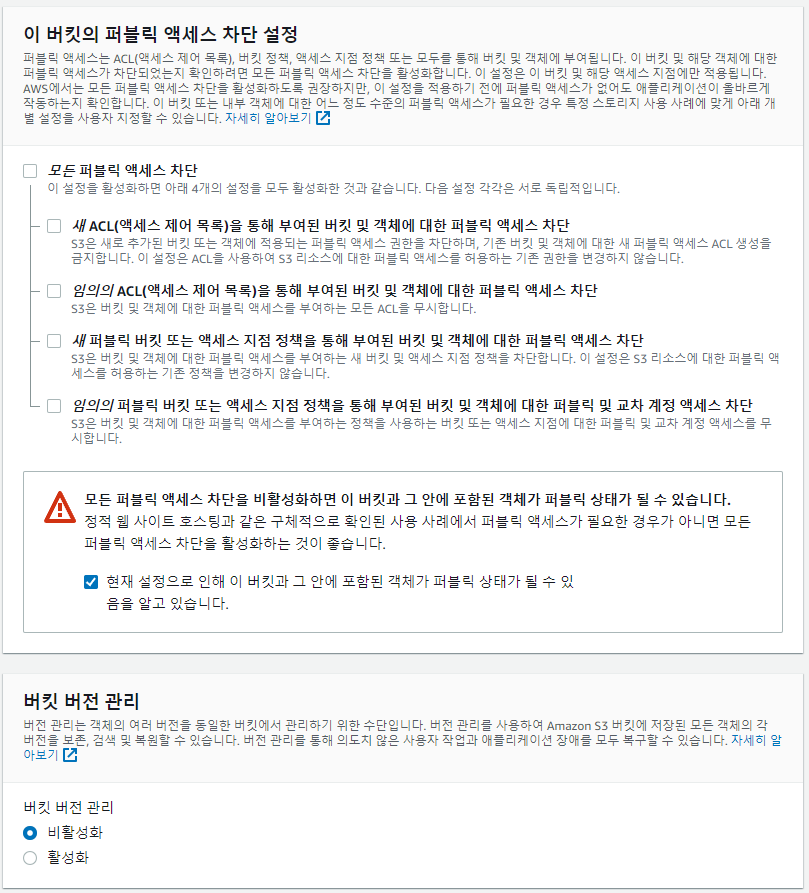 이 버킷의 퍼블릭 액세스 차단 설정
퍼블릭 액세스는 ACL(액세스 제어 목록), 버킷 정책, 액세스 지점 정책 또는 모두를 통해 버킷 및 객체에 부여됩니다. 이 버킷 및 해당 객체에 대한
퍼블릭 액세스가 차단되었는지 확인하려면 모든 퍼블릭 액세스 차단을 활성화합니다. 이 설정은 이 버킷 및 해당 액세스 지점에만 적용됩니다.
AWS에서는 모든 퍼블릭 액세스 차단을 활성화하도록 권장하지만, 이 설정을 적용하기 전에 퍼블릭 액세스가 없어도 애플리케이션이 올바르게
작동하는지 확인합니다. 이 버킷 또는 내부 객체에 대한 어느 정도 수준의 퍼블릭 액세스가 필요한 경우 특정 스토리지 사용 사례에 맞게 아래 개
별 설정을 사용자 지정할 수 있습니다. 자세히 알아보기
모든 퍼블릭 액세스 차단
이 설정을 활성화하면 아래 4개의 설정을 모두 활성화한 것과 같습니다. 다음 설정 각각은 서로 독립적입니다.
새 ACL(액세스 제어 목록)을 통해 부여된 버킷 및 객체에 대한 퍼블릭 액세스 차단
S3은 새로 추가된 버킷 또는 객체에 적용되는 퍼블릭 액세스 권한을 차단하며, 기존 버킷 및 객체에 대한 새 퍼블릭 액세스 ACL 생성을
금지합니다. 이 설정은 ACL을 사용하여 S3 리소스에 대한 퍼블릭 액세스를 허용하는 기존 권한을 변경하지 않습니다.
임의의 ACL(액세스 제어 목록)을 통해 부여된 버킷 및 객체에 대한 퍼블릭 액세스 차단
S3은 버킷 및 객체에 대한 퍼블릭 액세스를 부여하는 모든 ACL을 무시합니다.
새 퍼블릭 버킷 또는 액세스 지점 정책을 통해 부여된 버킷 및 객체에 대한 퍼블릭 액세스 차단
S3은 버킷 및 객체에 대한 퍼블릭 액세스를 부여하는 새 버킷 및 액세스 지점 정책을 차단합니다. 이 설정은 S3 리소스에 대한 퍼블릭 액
세스를 허용하는 기존 정책을 변경하지 않습니다.
임의의 퍼블릭 버킷 또는 액세스 지점 정책을 통해 부여된 버킷 및 객체에 대한 퍼블릭 및 교차 계정 액세스 차단
S3은 버킷 및 객체에 대한 퍼블릭 액세스를 부여하는 정책을 사용하는 버킷 또는 액세스 지점에 대한 퍼블릭 및 교차 계정 액세스를 무
시합니다.
모든 퍼블릭 액세스 차단을 비활성화하면 이 버킷과 그 안에 포함된 객체가 퍼블릭 상태가 될 수 있습니다.
정적 웹 사이트 호스팅과 같은 구체적으로 확인된 사용 사례에서 퍼블릭 액세스가 필요한 경우가 아니면 모든
퍼블릭 액세스 차단을 활성화하는 것이 좋습니다.
현재 설정으로 인해 이 버킷과 그 안에 포함된 객체가 퍼블릭 상태가 될 수 있
음을 알고 있습니다.
버킷 버전 관리
버전 관리는 객체의 여러 버전을 동일한 버킷에서 관리하기 위한 수단입니다. 버전 관리를 사용하여 Amazon S3 버킷에 저장된 모든 객체의 각
버전을 보존, 검색 및 복원할 수 있습니다. 버전 관리를 통해 의도치 않은 사용자 작업과 애플리케이션 장애를 모두 복구할 수 있습니다. 자세히 알
아보기
버킷 버전 관리
비활성화
활성화